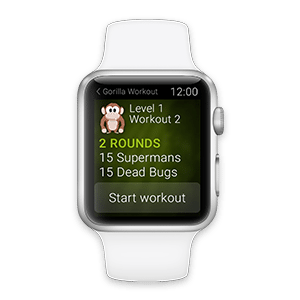 < Gorilla Workout 12:00
Level 1
Workout 2
2 ROUNDS
15 Supermans
15 Dead Bugs
Start workout